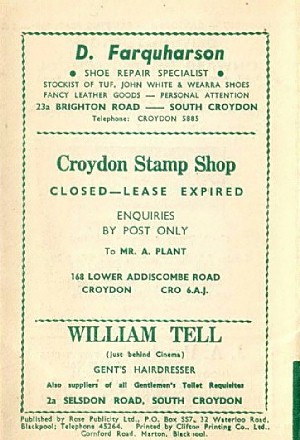 D. Farquharson
● SHOE REPAIR SPECIALIST ●
STOCKIST OF TUF, JOHN WHITE & WEARRA SHOES
FANCY LEATHER GOODS — PERSONAL ATTENTION
23a BRIGHTON ROAD — SOUTH CROYDON
Telephone: CROYDON 5885
Croydon Stamp Shop
CLOSED—LEASE EXPIRED
ENQUIRIES
BY POST ONLY
To MR. A. PLANT
168 LOWER ADDISCOMBE ROAD
CROYDON CRO 6.A.J.
WILLIAM TELL
(just behind Cinema)
GENT'S HAIRDRESSER
Also suppliers of all Gentlemen's Toilet Requisites
2a SELSDON ROAD, SOUTH CROYDON
Published by Rose Publicity Ltd., P.O. Box 557, 32 Waterloo Road,
Blackpool; Telephone 45264. Printed by Clifton Printing Co., Ltd.,
Cornford Road, Marton, Blackpool.